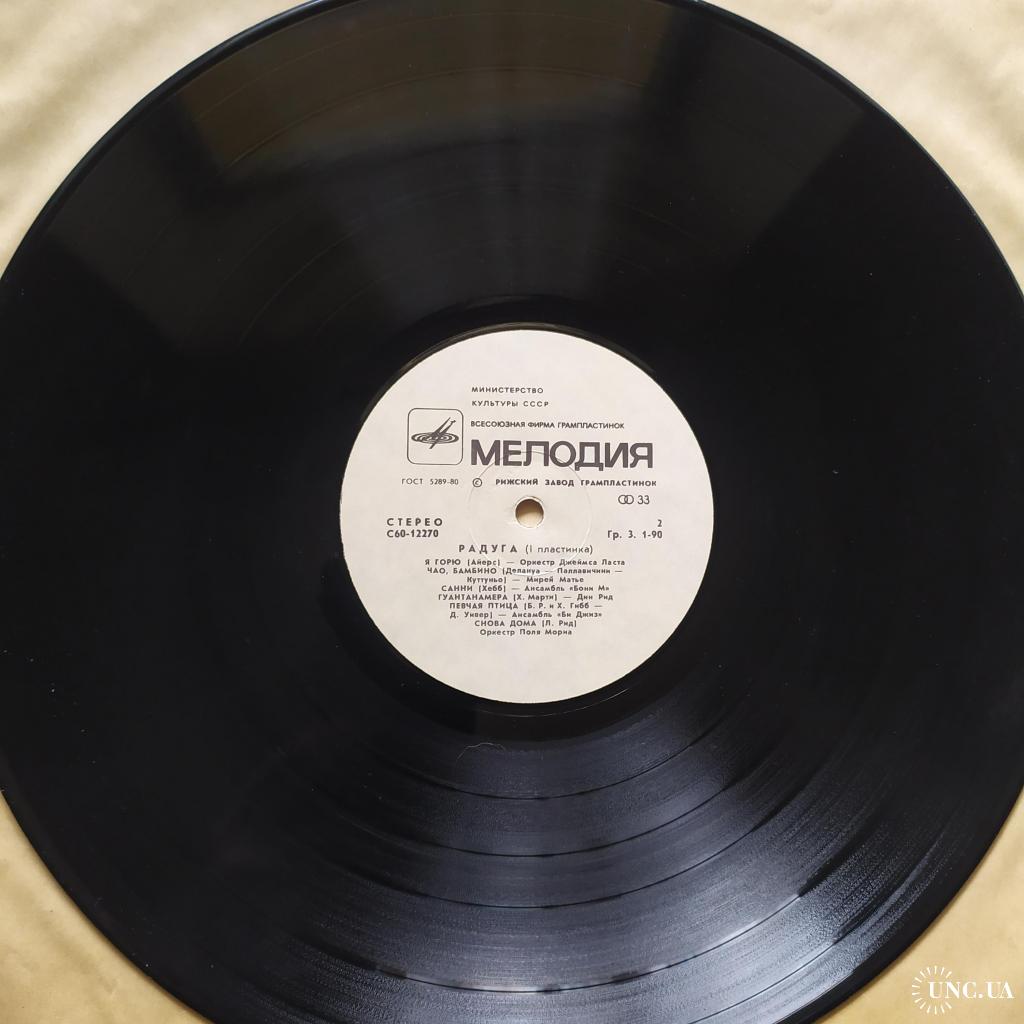 МИНИСТЕРСТВО
КУЛЬТУРЫ СССР
ВСЕСОЮЗНАЯ ФИРМА ГРАМПЛАСТИНОК
МЕЛОДИЯ
ГОСТ 5289-80 © РИЖСКИЙ ЗАВОД ГРАМПЛАСТИНОК
33
СТЕРЕО 2
С60-12270 Гр. 3. 1-90
РАДУГА (I пластинка)
Я ГОРЮ (Айерс) — Оркестр Джеймса Ласта
ЧАО, БАМБИНО (Делануа — Паллавичини —
Куттуньо) — Мирей Матье
САННИ (Хебб) — Ансамбль «Бони М»
ГУАНТАНАМЕРА (Х. Марти) — Дин Рид
ПЕВЧАЯ ПТИЦА (Б. Р. и Х. Гибб —
Д. Уивер) — Ансамбль «Би Джиз»
СНОВА ДОМА (Л. Рид)
Оркестр Поля Мориа
UNC.UA